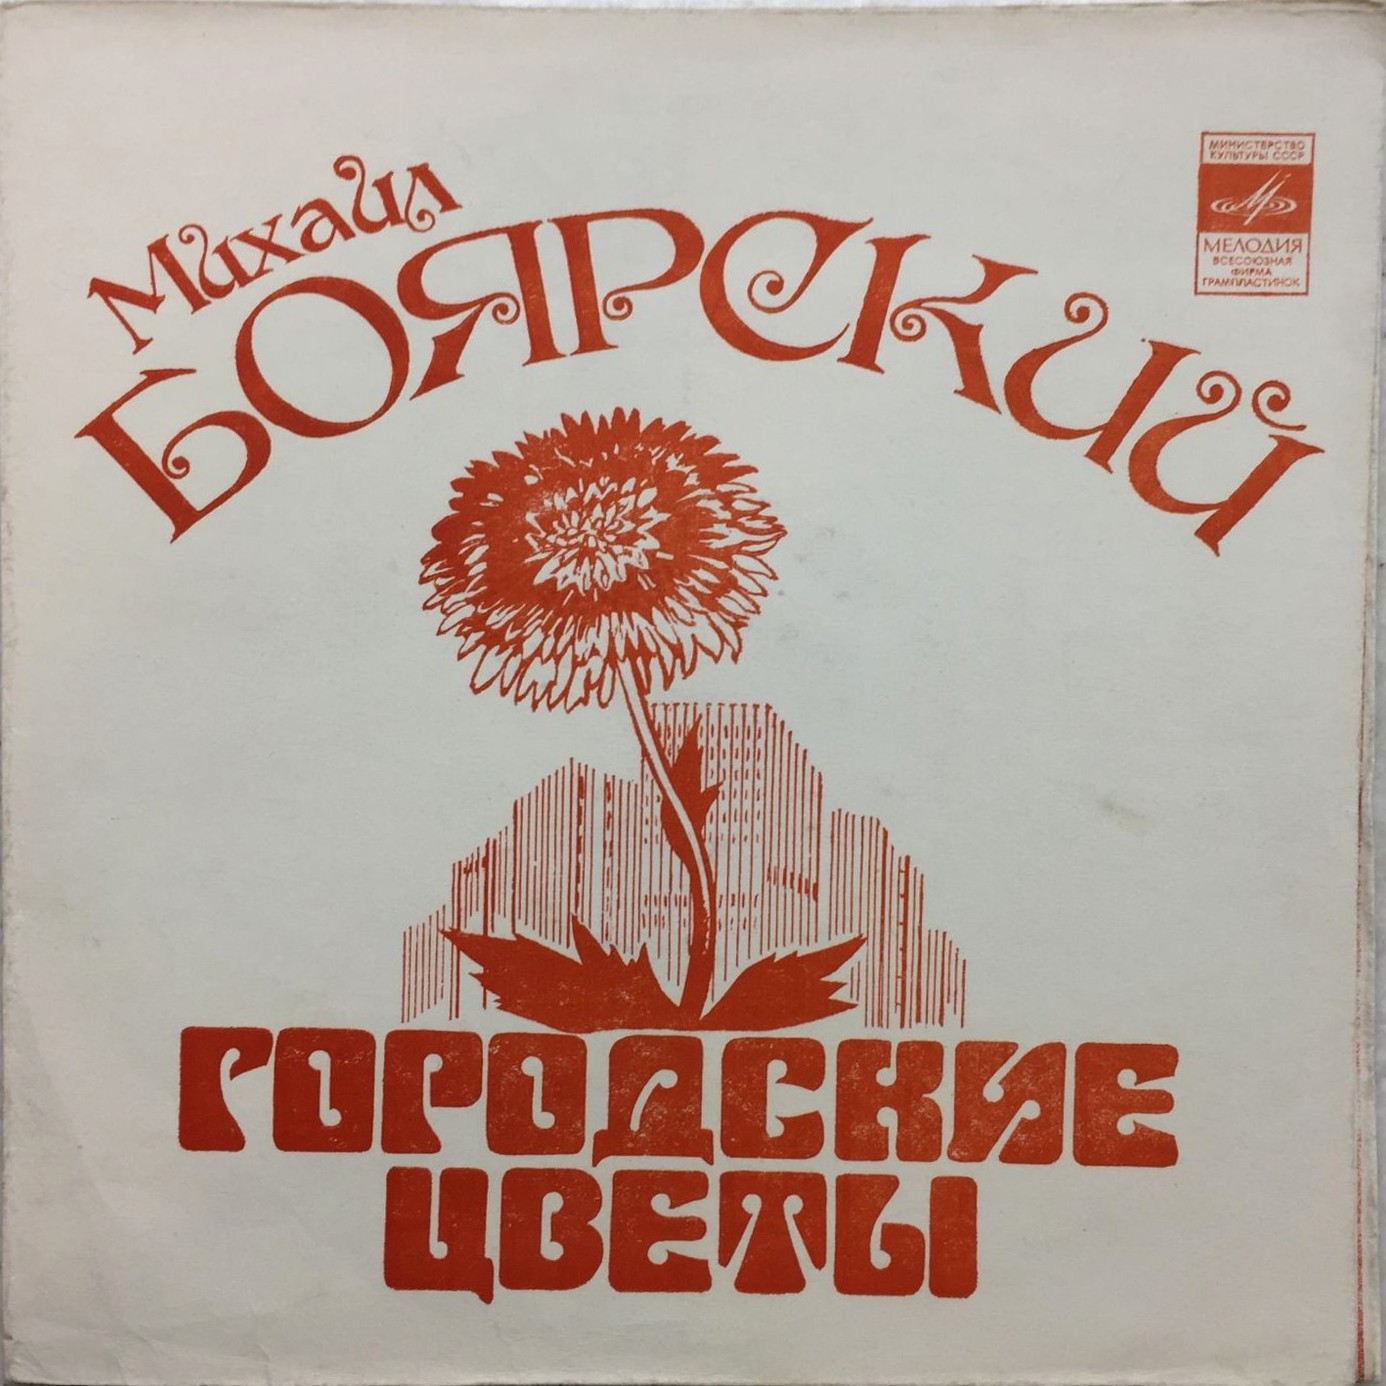 Михаил
БОЯРСКИЙ
МИНИСТЕРСТВО
КУЛЬТУРЫ СССР
МЕЛОДИЯ
ВСЕСОЮЗНАЯ
ФИРМА
ГРАМПЛАСТИНОК
ГОРОДСКИЕ
ЦВЕТЫ